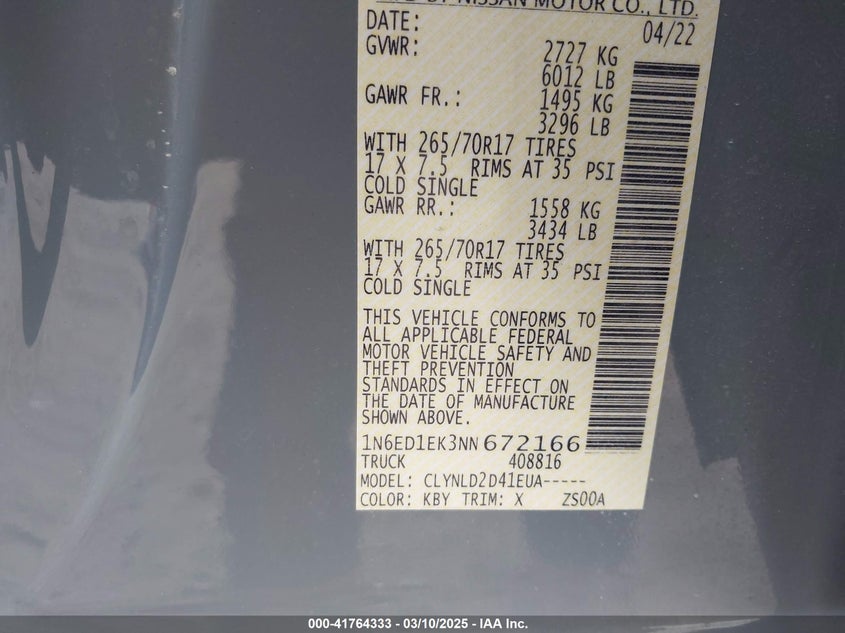 NISSAN MOTOR CO., LTD.
DATE: 04/22
GVWR: 2727 KG
6012 LB
GAWR FR.: 1495 KG
3296 LB
WITH 265/70R17 TIRES
17 X 7.5 RIMS AT 35 PSI
COLD SINGLE
GAWR RR.: 1558 KG
3434 LB
WITH 265/70R17 TIRES
17 X 7.5 RIMS AT 35 PSI
COLD SINGLE
THIS VEHICLE CONFORMS TO
ALL APPLICABLE FEDERAL
MOTOR VEHICLE SAFETY AND
THEFT PREVENTION
STANDARDS IN EFFECT ON
THE DATE OF MANUFACTURE
SHOWN ABOVE.
1N6ED1EK3NN672166
TRUCK 408816
MODEL: CLYNLD2D41EUA-----
COLOR: KBY TRIM: X ZS00A
000-41764333 - 03/10/2025 - IAA Inc.